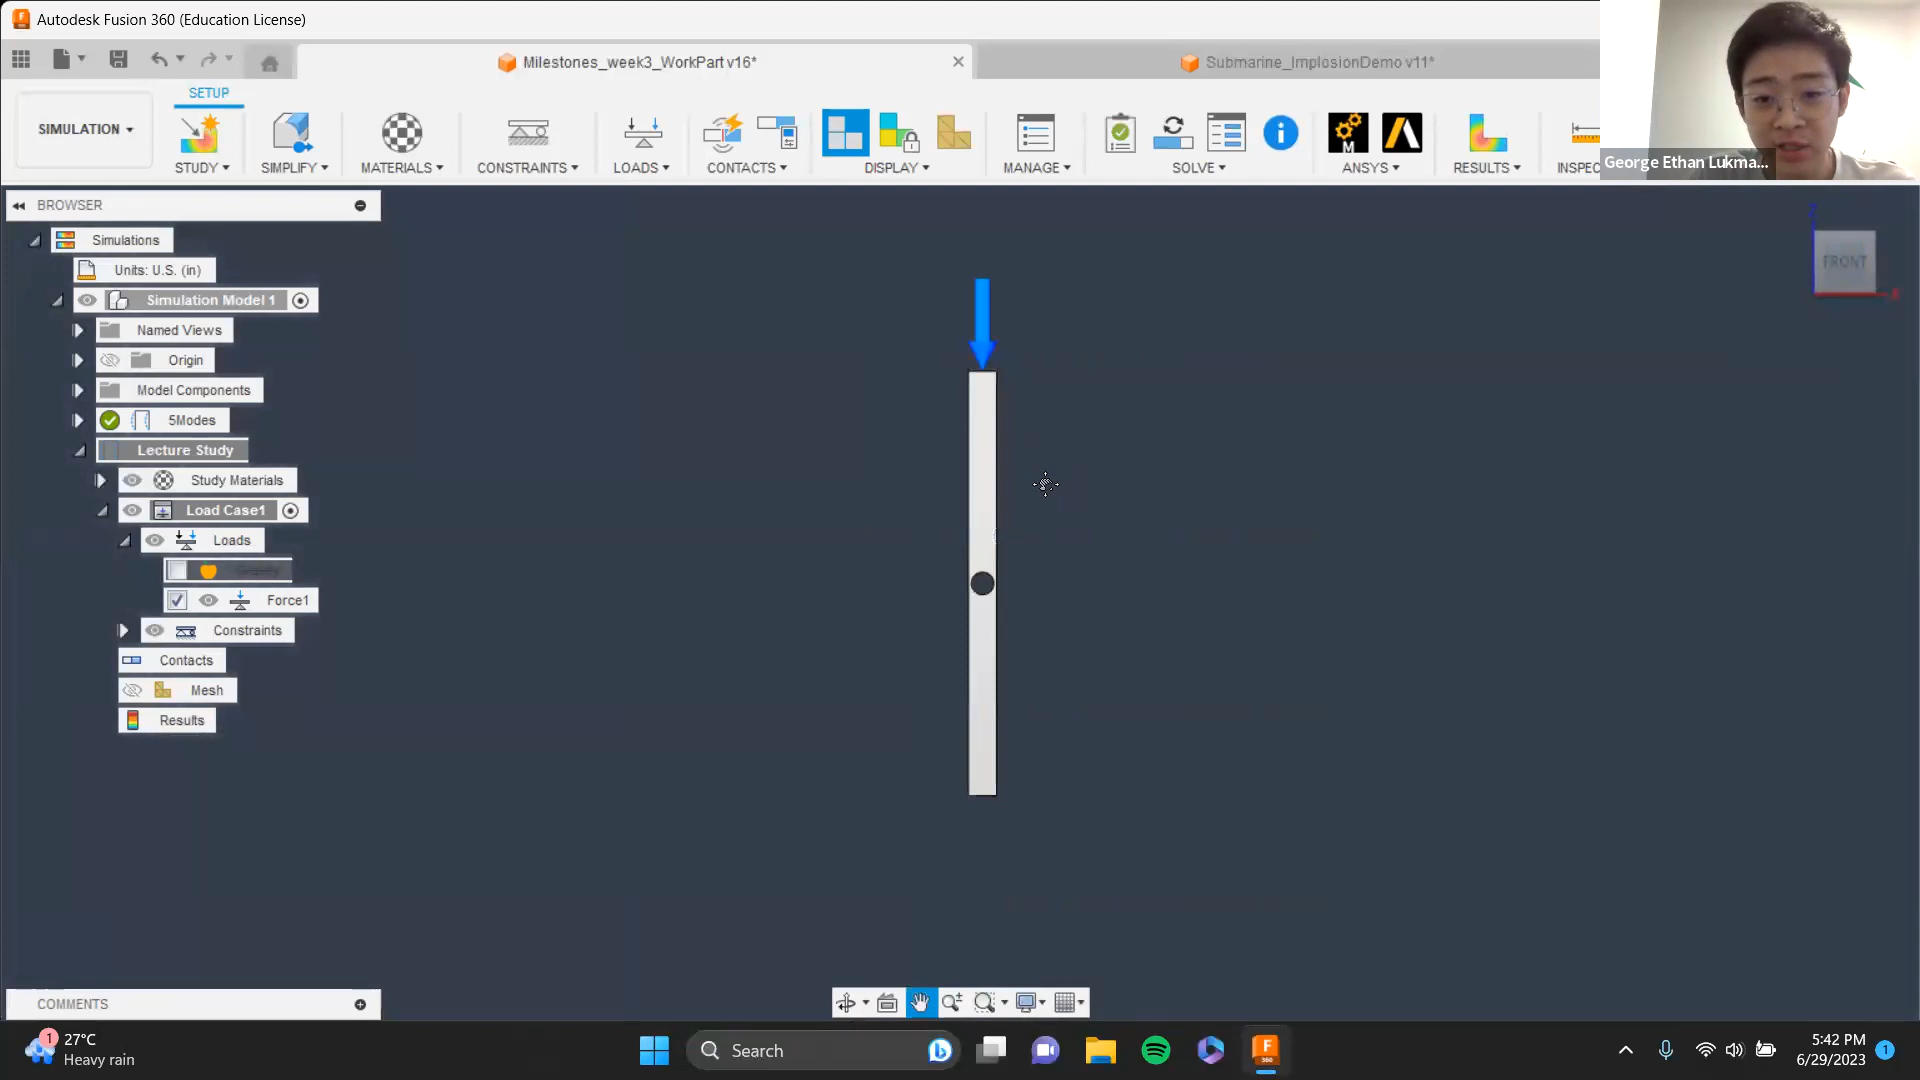 Autodesk Fusion 360 (Education License)
Milestones_week3_WorkPart v16*
Submarine_ImplosionDemo v11*
SETUP
SIMULATION
STUDY
SIMPLIFY
MATERIALS
CONSTRAINTS
LOADS
CONTACTS
DISPLAY
MANAGE
SOLVE
M
ANSYS
RESULTS
INSPEC
George Ethan Lukma...
BROWSER
FRONT
Simulations
Units: U.S. (in)
Simulation Model 1
Named Views
Origin
Model Components
5Modes
Lecture Study
Study Materials
Load Case1
Loads
Force1
Constraints
Contacts
Mesh
Results
COMMENTS
1
27°C
Heavy rain
Search
F
360
5:42 PM
6/29/2023
1